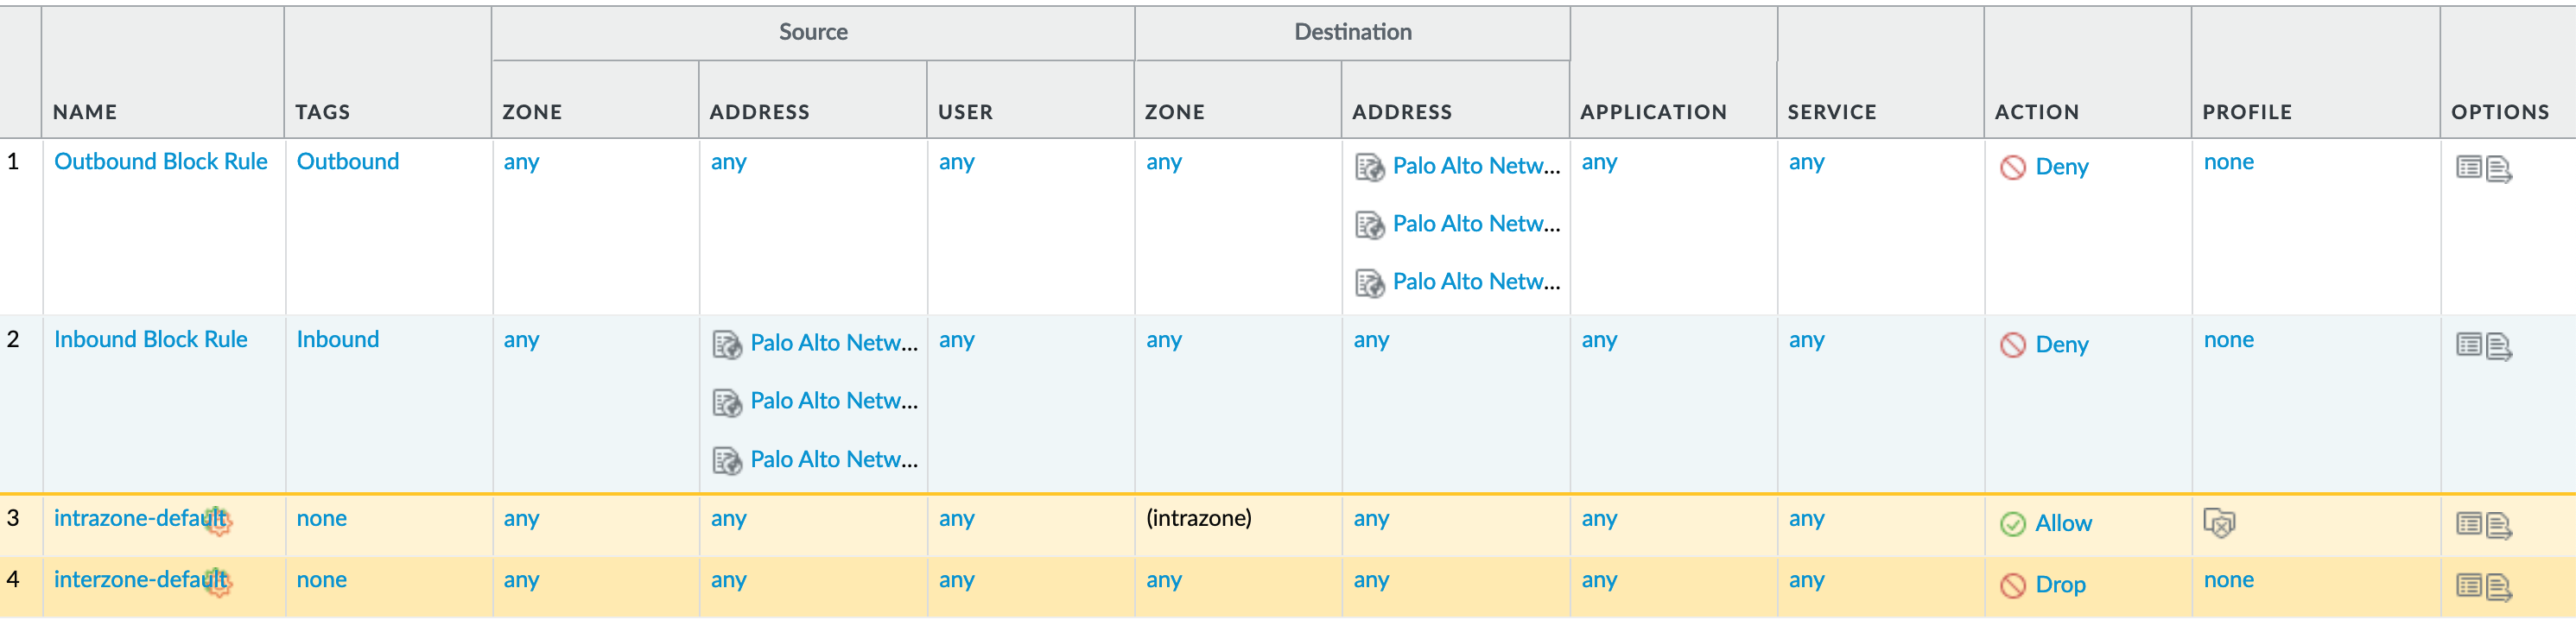 Source Destination
NAME TAGS ZONE ADDRESS USER ZONE ADDRESS APPLICATION SERVICE ACTION PROFILE OPTIONS
1 Outbound Block Rule Outbound any any any any Palo Alto Netw... any any Deny none
Palo Alto Netw...
Palo Alto Netw...
2 Inbound Block Rule Inbound any Palo Alto Netw... any any any any any Deny none
Palo Alto Netw...
Palo Alto Netw...
3 intrazone-default none any any any (intrazone) any any any Allow
4 interzone-default none any any any any any any any Drop none